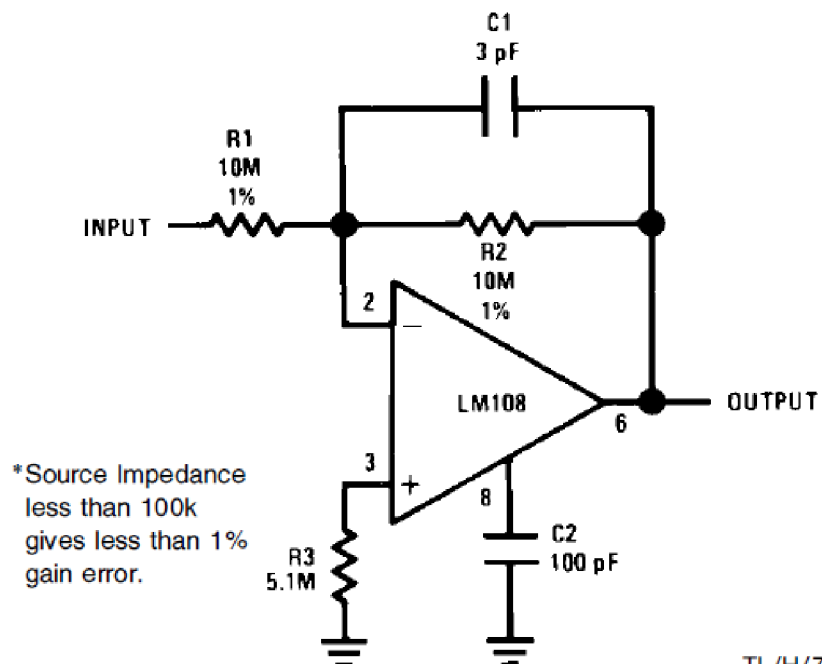 C1
3 pF
R1
10M
1%
INPUT
R2
10M
1%
2
−
LM108
6
OUTPUT
3
+
8
*Source Impedance
less than 100k
gives less than 1%
gain error.
R3
5.1M
C2
100 pF